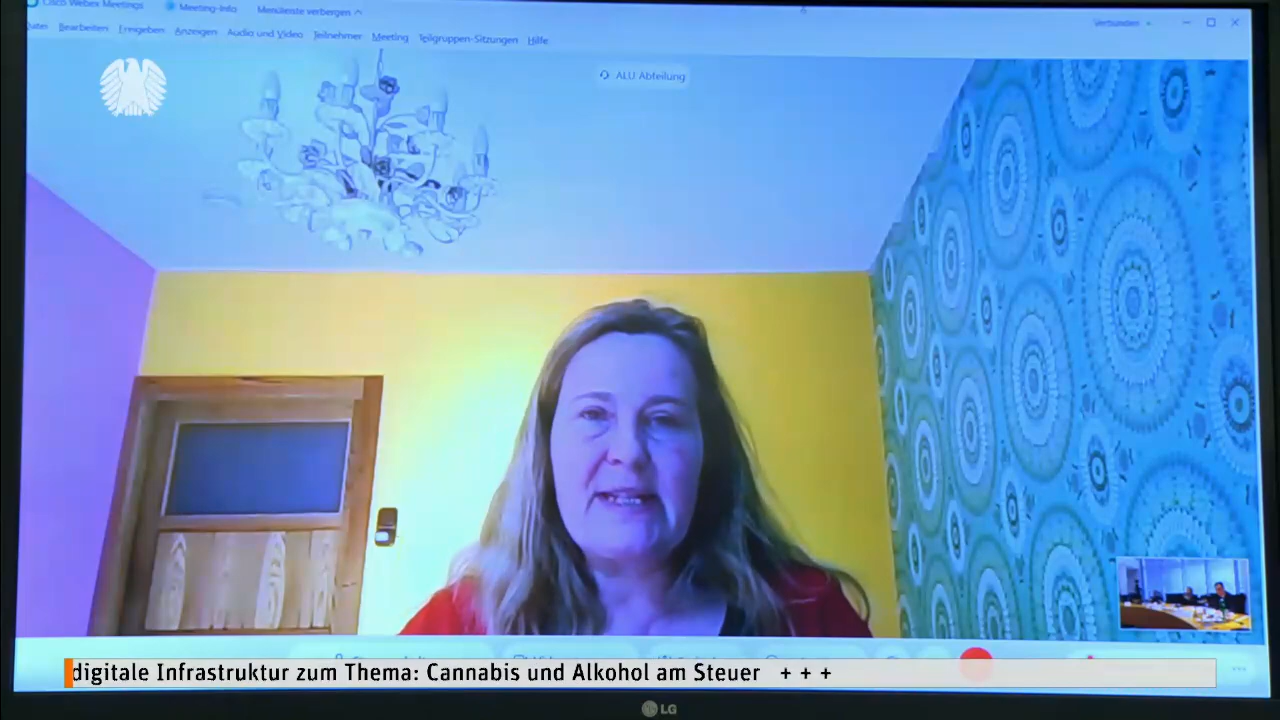 Cisco Webex Meetings Meeting-Info Menüleiste verbergen
Datei Bearbeiten Freigeben Anzeigen Audio und Video Teilnehmer Meeting Teilgruppen-Sitzungen Hilfe
Verbunden
ALU Abteilung
digitale Infrastruktur zum Thema: Cannabis und Alkohol am Steuer + + +
LG